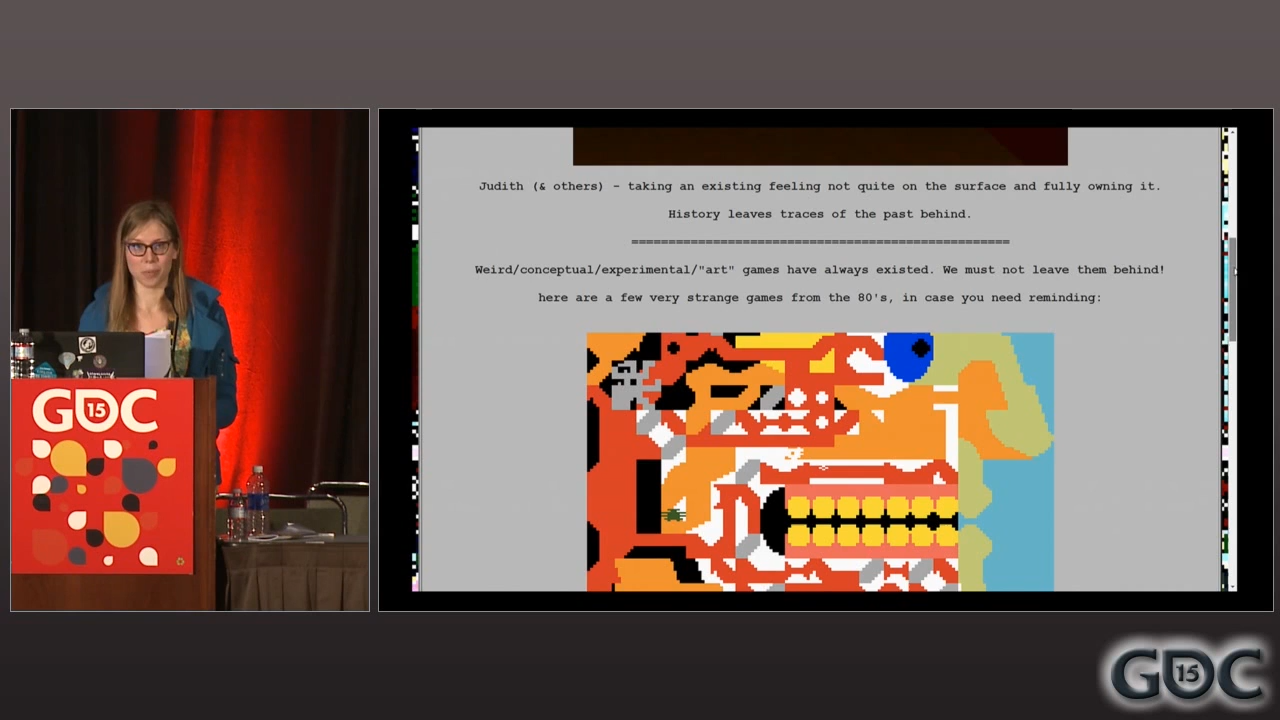 Judith (& others) - taking an existing feeling not quite on the surface and fully owning it.
History leaves traces of the past behind.
===================================================
Weird/conceptual/experimental/"art" games have always existed. We must not leave them behind!
here are a few very strange games from the 80's, in case you need reminding:
GDC
15
GDC
15